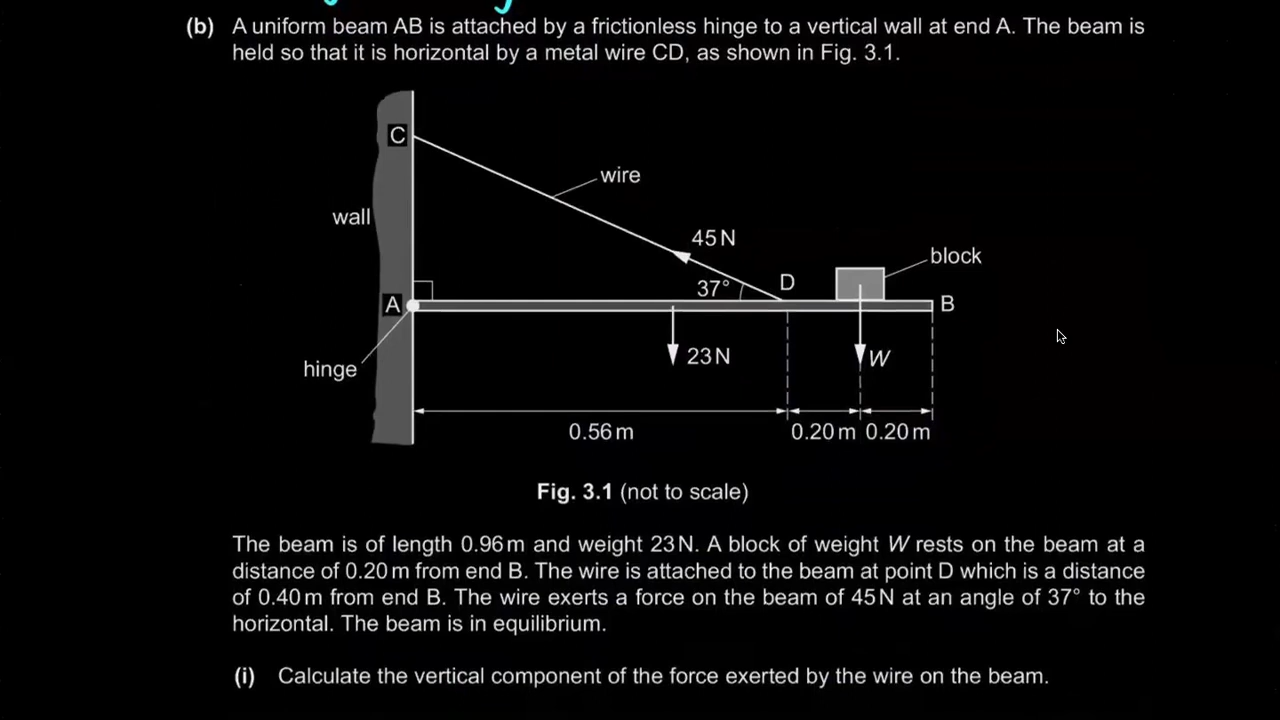 (b) A uniform beam AB is attached by a frictionless hinge to a vertical wall at end A. The beam is
held so that it is horizontal by a metal wire CD, as shown in Fig. 3.1.
C
wire
wall
45 N
block
37°
D
A
B
23 N
W
hinge
0.56 m
0.20 m 0.20 m
Fig. 3.1 (not to scale)
The beam is of length 0.96 m and weight 23 N. A block of weight W rests on the beam at a
distance of 0.20 m from end B. The wire is attached to the beam at point D which is a distance
of 0.40 m from end B. The wire exerts a force on the beam of 45 N at an angle of 37° to the
horizontal. The beam is in equilibrium.
(i) Calculate the vertical component of the force exerted by the wire on the beam.